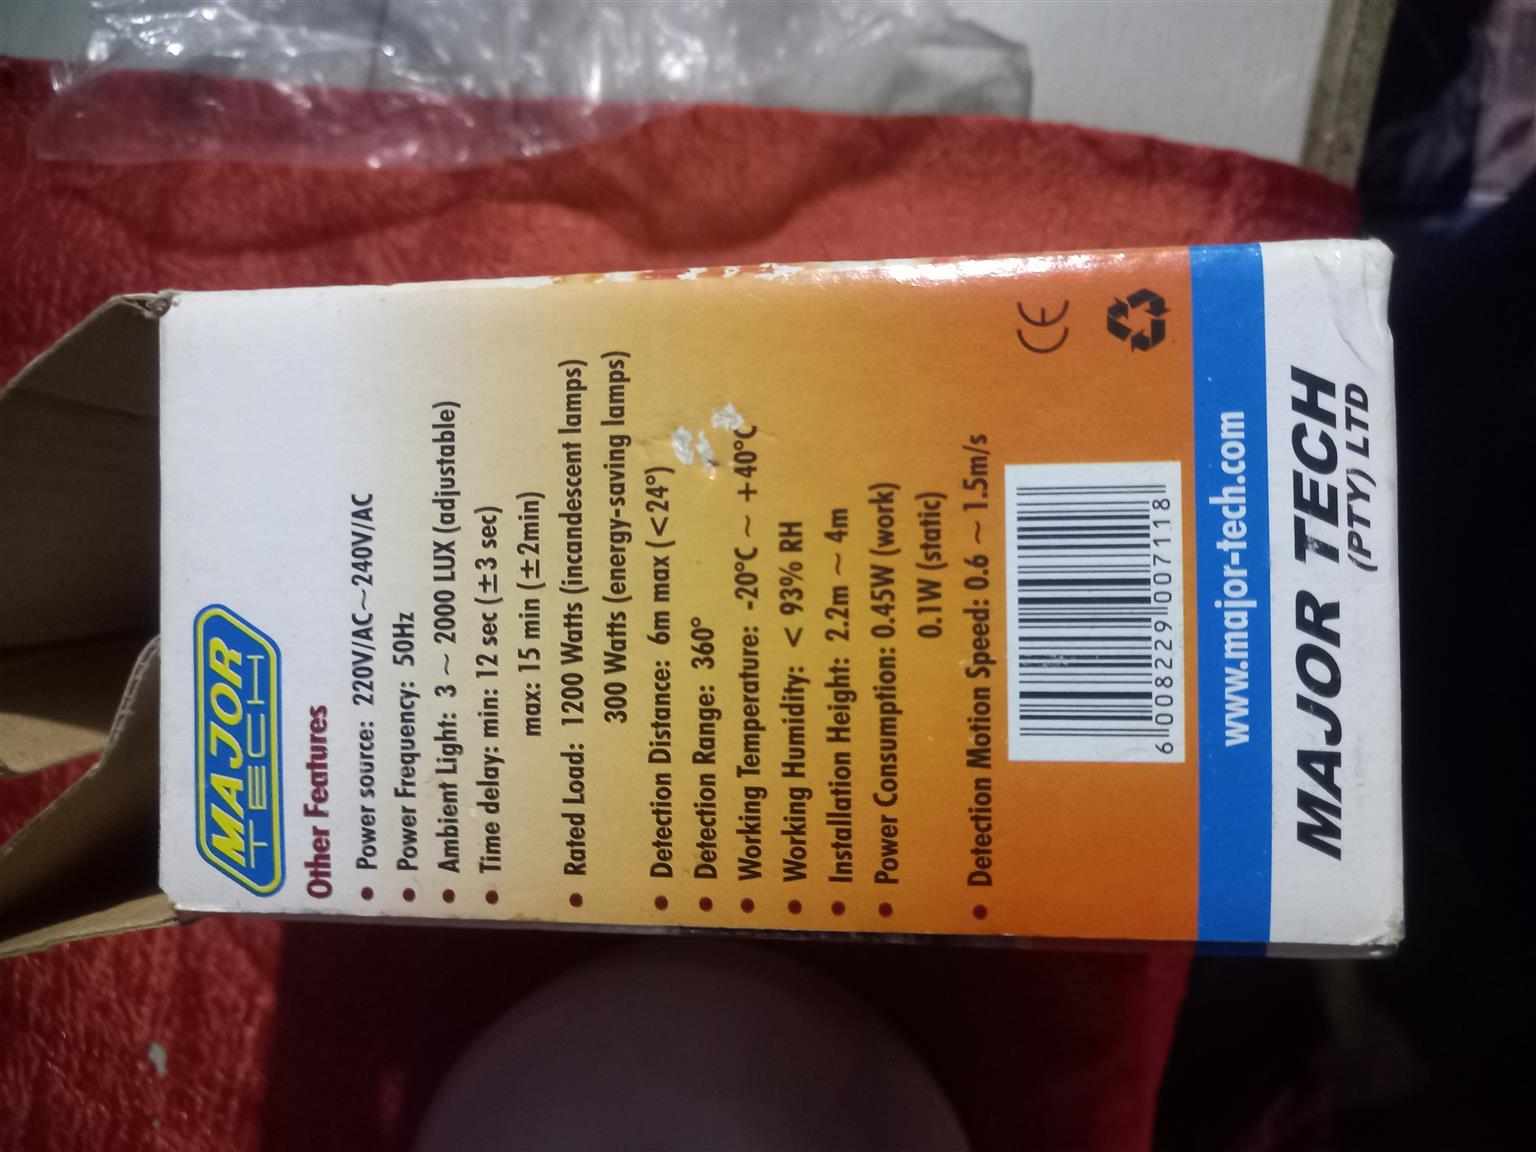 MAJOR
TECH
Other Features
• Power source: 220V/AC~240V/AC
• Power Frequency: 50Hz
• Ambient Light: 3 ~ 2000 LUX (adjustable)
• Time delay: min: 12 sec (±3 sec)
max: 15 min (±2min)
• Rated Load: 1200 Watts (incandescent lamps)
300 Watts (energy-saving lamps)
• Detection Distance: 6m max (<24°)
• Detection Range: 360°
• Working Temperature: -20°C ~ +40°C
• Working Humidity: < 93% RH
• Installation Height: 2.2m ~ 4m
• Power Consumption: 0.45W (work)
0.1W (static)
• Detection Motion Speed: 0.6 ~ 1.5m/s
CE
6 008229 007118
www.major-tech.com
MAJOR TECH
(PTY) LTD